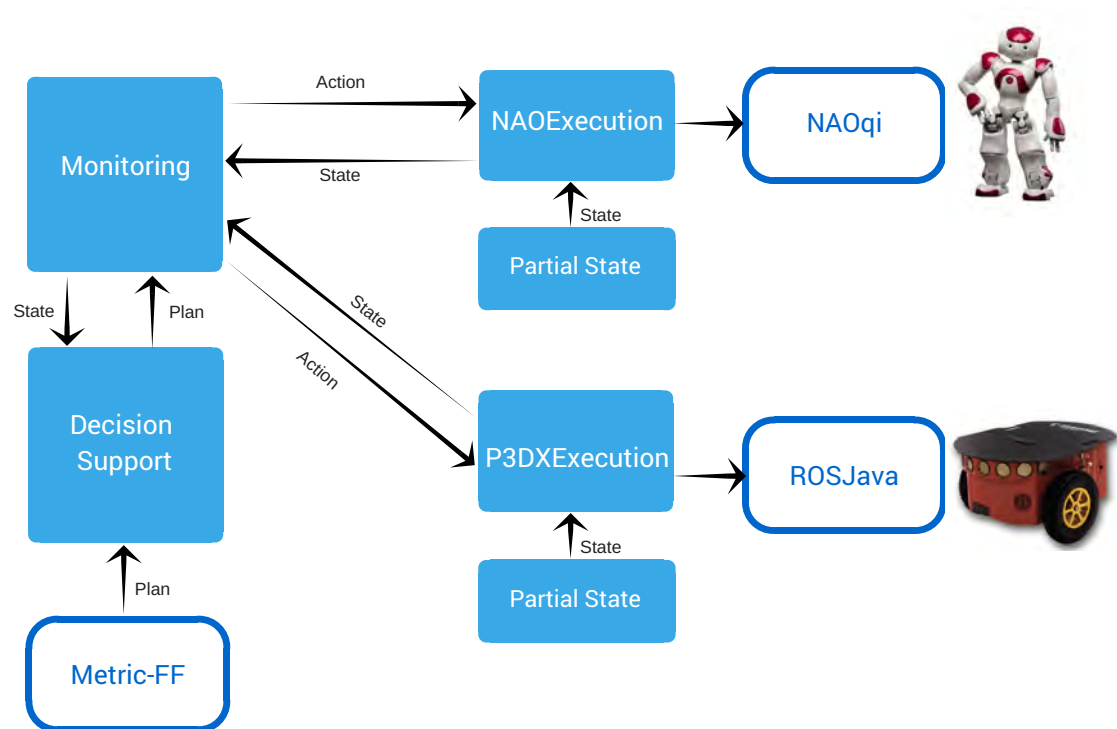 Action
NAOExecution
NAOqi
Monitoring
State
State
Partial State
State
Plan
State
Action
Decision
Support
P3DXExecution
ROSJava
State
Partial State
Plan
Metric-FF